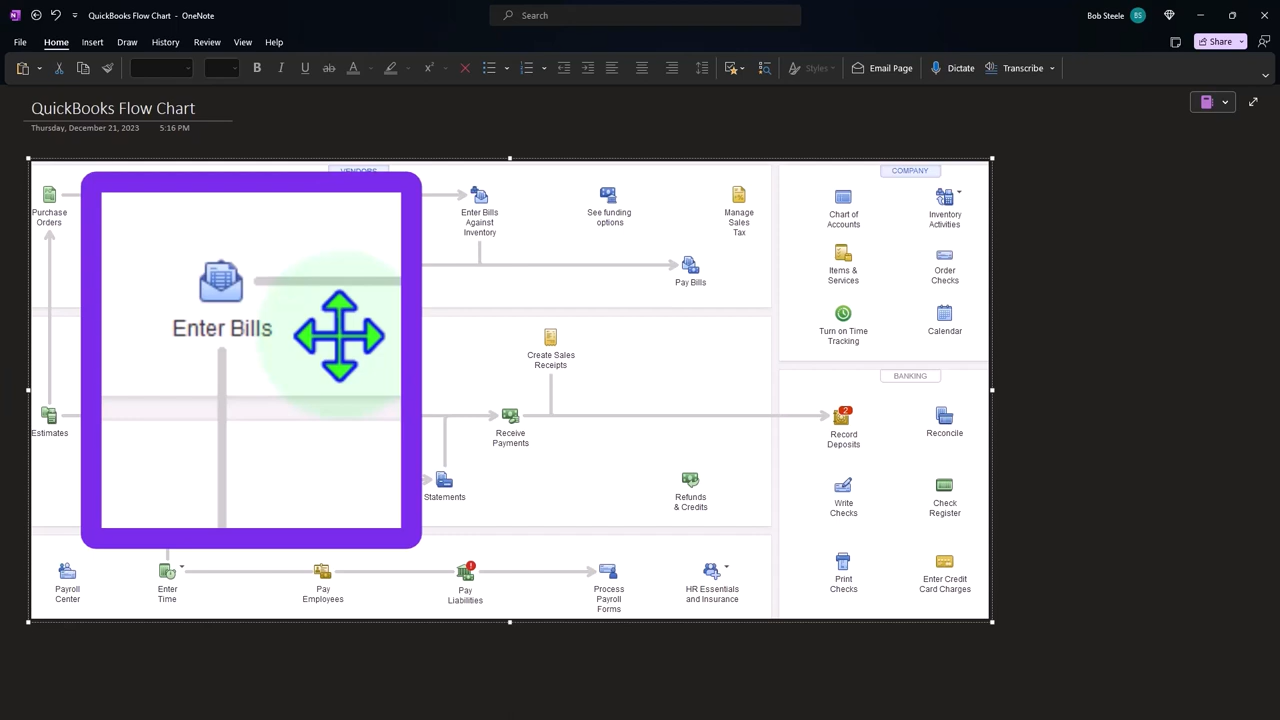 QuickBooks Flow Chart - OneNote
Search
Bob Steele
BS
Share
File
Home
Insert
Draw
History
Review
View
Help
Styles
Email Page
Dictate
Transcribe
QuickBooks Flow Chart
Thursday, December 21, 2023
5:16 PM
VENDORS
Purchase
Orders
Enter Bills
Enter Bills
Against
Inventory
See funding
options
Manage
Sales
Tax
Pay Bills
Create Sales
Receipts
Estimates
Receive
Payments
Statements
Refunds
& Credits
Payroll
Center
Enter
Time
Pay
Employees
Pay
Liabilities
Process
Payroll
Forms
HR Essentials
and Insurance
COMPANY
Chart of
Accounts
Inventory
Activities
Items &
Services
Order
Checks
Turn on Time
Tracking
Calendar
BANKING
2
Record
Deposits
Reconcile
Write
Checks
Check
Register
Print
Checks
Enter Credit
Card Charges